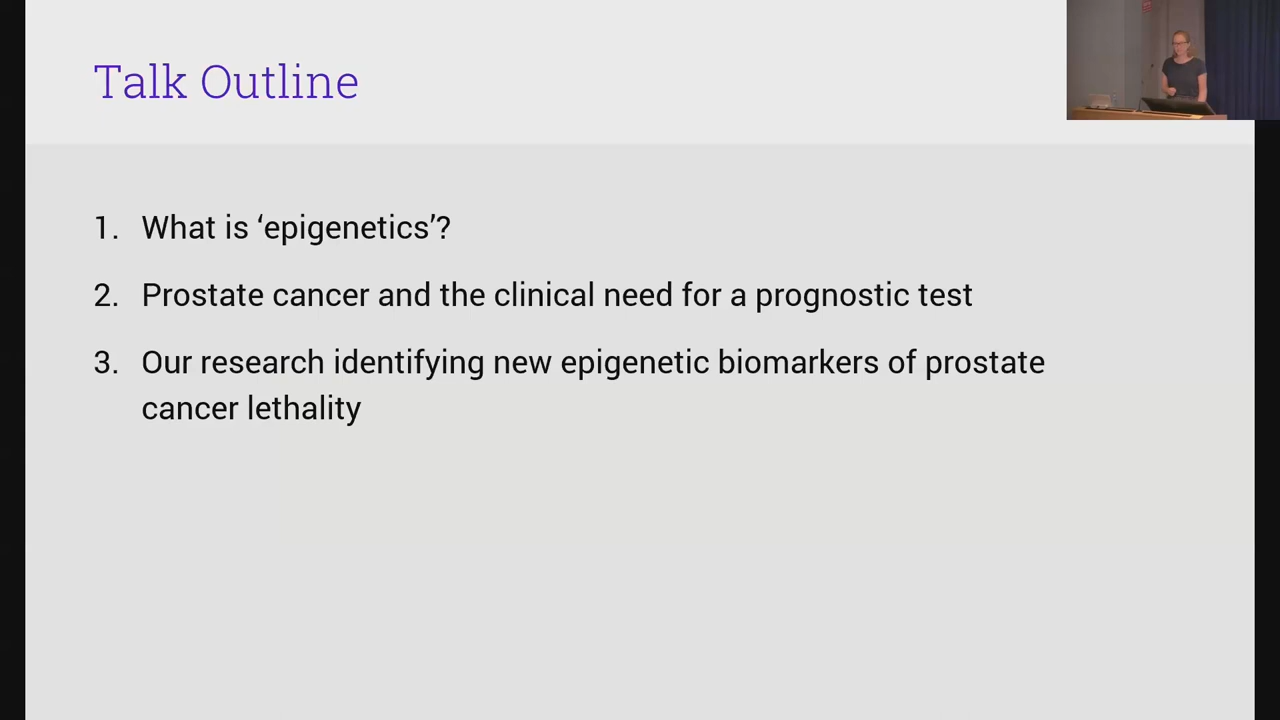 Talk Outline
1. What is ‘epigenetics’?
2. Prostate cancer and the clinical need for a prognostic test
3. Our research identifying new epigenetic biomarkers of prostate
cancer lethality